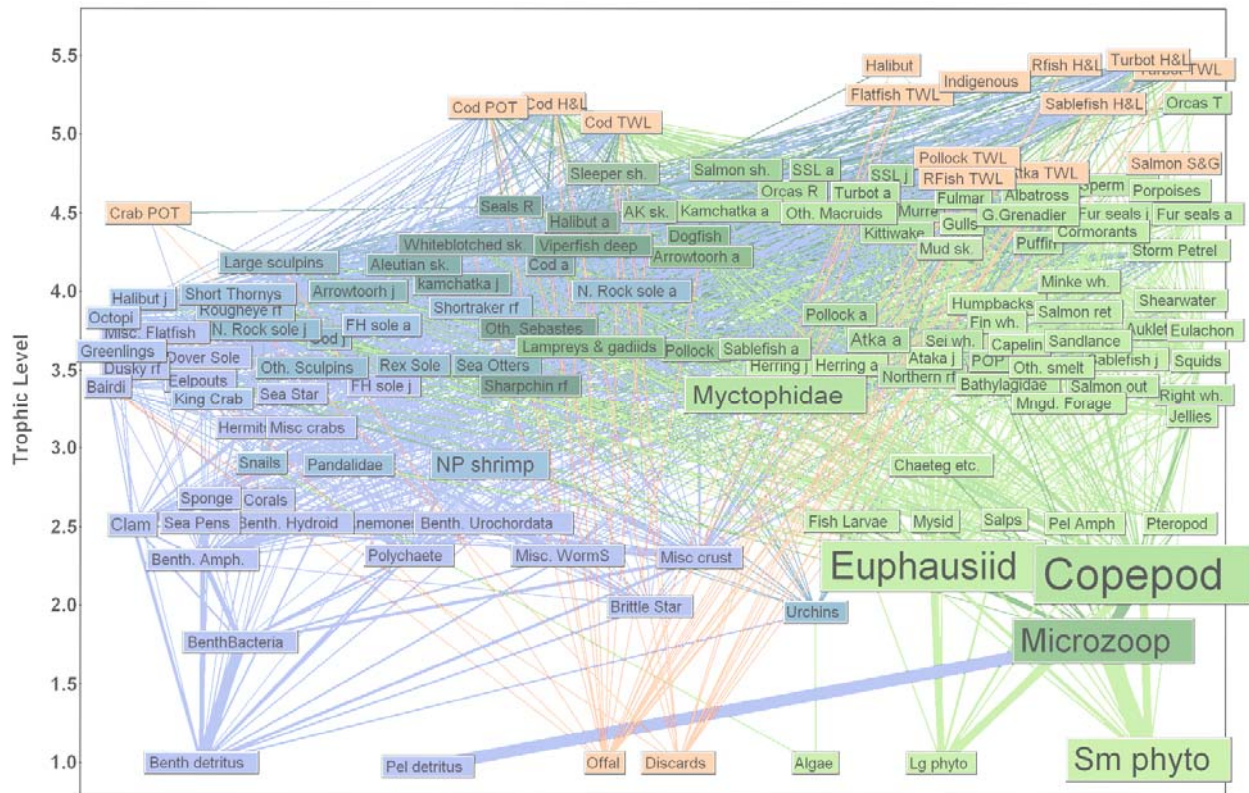 5.5
5.0
4.5
4.0
3.5
3.0
2.5
2.0
1.5
1.0
Trophic Level
Halibut
Rfish H&L
Turbot H&L
Turbot TWL
Indigenous
Flatfish TWL
Sablefish H&L
Orcas T
Cod POT
Cod H&L
Cod TWL
Pollock TWL
RFish TWL
Atka TWL
Salmon S&G
Sleeper sh.
Salmon sh.
SSL a
SSL j
Sperm
Porpoises
Orcas R
Turbot a
Fulmar
Albatross
Crab POT
Seals R
Halibut a
AK sk.
Kamchatka a
Oth. Macruids
Murre
G.Grenadier
Fur seals j
Fur seals a
Gulls
Kittiwake
Cormorants
Whiteblotched sk.
Viperfish deep
Dogfish
Mud sk.
Puffin
Storm Petrel
Large sculpins
Aleutian sk.
Cod a
Arrowtoorh a
Minke wh.
Halibut j
Short Thornys
Arrowtoorh j
kamchatka j
N. Rock sole a
Shearwater
Octopi
Rougheye rf
Shortraker rf
Pollock a
Humpbacks
Salmon ret
Misc. Flatfish
N. Rock sole j
FH sole a
Oth. Sebastes
Fin wh.
Auklet
Eulachon
Greenlings
Dover Sole
Cod j
Lampreys & gadiids
Pollock
Sablefish a
Atka a
Sei wh.
Capelin
Sandlance
Dusky rf
Oth. Sculpins
Rex Sole
Sea Otters
Herring j
Herring a
Ataka j
POP
Oth. smelt
Sablefish j
Squids
Bairdi
Eelpouts
FH sole j
Sharpchin rf
Northern rf
Bathylagidae
Salmon out
Right wh.
King Crab
Sea Star
Myctophidae
Mngd. Forage
Jellies
Hermit
Misc crabs
Snails
Pandalidae
NP shrimp
Chaeteg etc.
Sponge
Corals
Clam
Sea Pens
Benth. Hydroid
Benth. Urochordata
Fish Larvae
Mysid
Salps
Pel Amph
Pteropod
Benth. Amph.
Polychaete
Misc. WormS
Misc crust
Euphausiid
Copepod
Brittle Star
Urchins
BenthBacteria
Microzoop
Benth detritus
Pel detritus
Offal
Discards
Algae
Lg phyto
Sm phyto